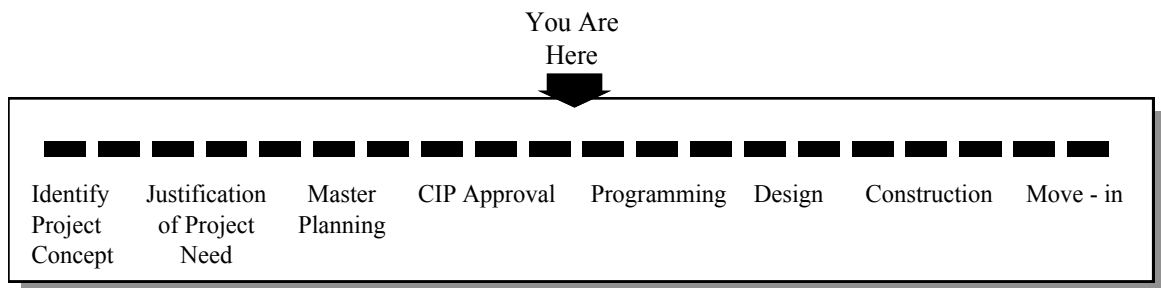 You Are
Here
Identify
Project
Concept
Justification
of Project
Need
Master
Planning
CIP Approval
Programming
Design
Construction
Move - in